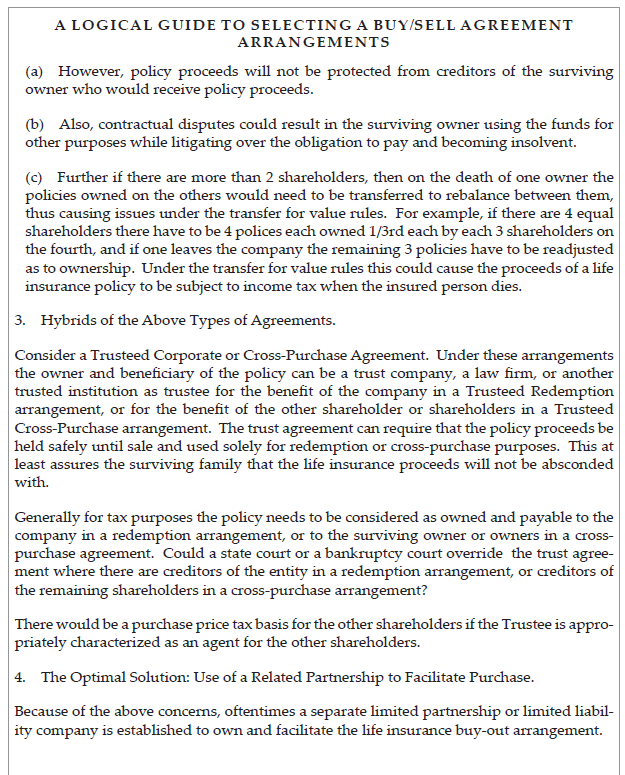 A LOGICAL GUIDE TO SELECTING A BUY/SELL AGREEMENT
ARRANGEMENTS
(a) However, policy proceeds will not be protected from creditors of the surviving
owner who would receive policy proceeds.
(b) Also, contractual disputes could result in the surviving owner using the funds for
other purposes while litigating over the obligation to pay and becoming insolvent.
(c) Further if there are more than 2 shareholders, then on the death of one owner the
policies owned on the others would need to be transferred to rebalance between them,
thus causing issues under the transfer for value rules. For example, if there are 4 equal
shareholders there have to be 4 polices each owned 1/3rd each by each 3 shareholders on
the fourth, and if one leaves the company the remaining 3 policies have to be readjusted
as to ownership. Under the transfer for value rules this could cause the proceeds of a life
insurance policy to be subject to income tax when the insured person dies.
3. Hybrids of the Above Types of Agreements.
Consider a Trusteed Corporate or Cross-Purchase Agreement. Under these arrangements
the owner and beneficiary of the policy can be a trust company, a law firm, or another
trusted institution as trustee for the benefit of the company in a Trusteed Redemption
arrangement, or for the benefit of the other shareholder or shareholders in a Trusteed
Cross-Purchase arrangement. The trust agreement can require that the policy proceeds be
held safely until sale and used solely for redemption or cross-purchase purposes. This at
least assures the surviving family that the life insurance proceeds will not be absconded
with.
Generally for tax purposes the policy needs to be considered as owned and payable to the
company in a redemption arrangement, or to the surviving owner or owners in a cross-
purchase agreement. Could a state court or a bankruptcy court override the trust agree-
ment where there are creditors of the entity in a redemption arrangement, or creditors of
the remaining shareholders in a cross-purchase arrangement?
There would be a purchase price tax basis for the other shareholders if the Trustee is appro-
priately characterized as an agent for the other shareholders.
4. The Optimal Solution: Use of a Related Partnership to Facilitate Purchase.
Because of the above concerns, oftentimes a separate limited partnership or limited liabil-
ity company is established to own and facilitate the life insurance buy-out arrangement.